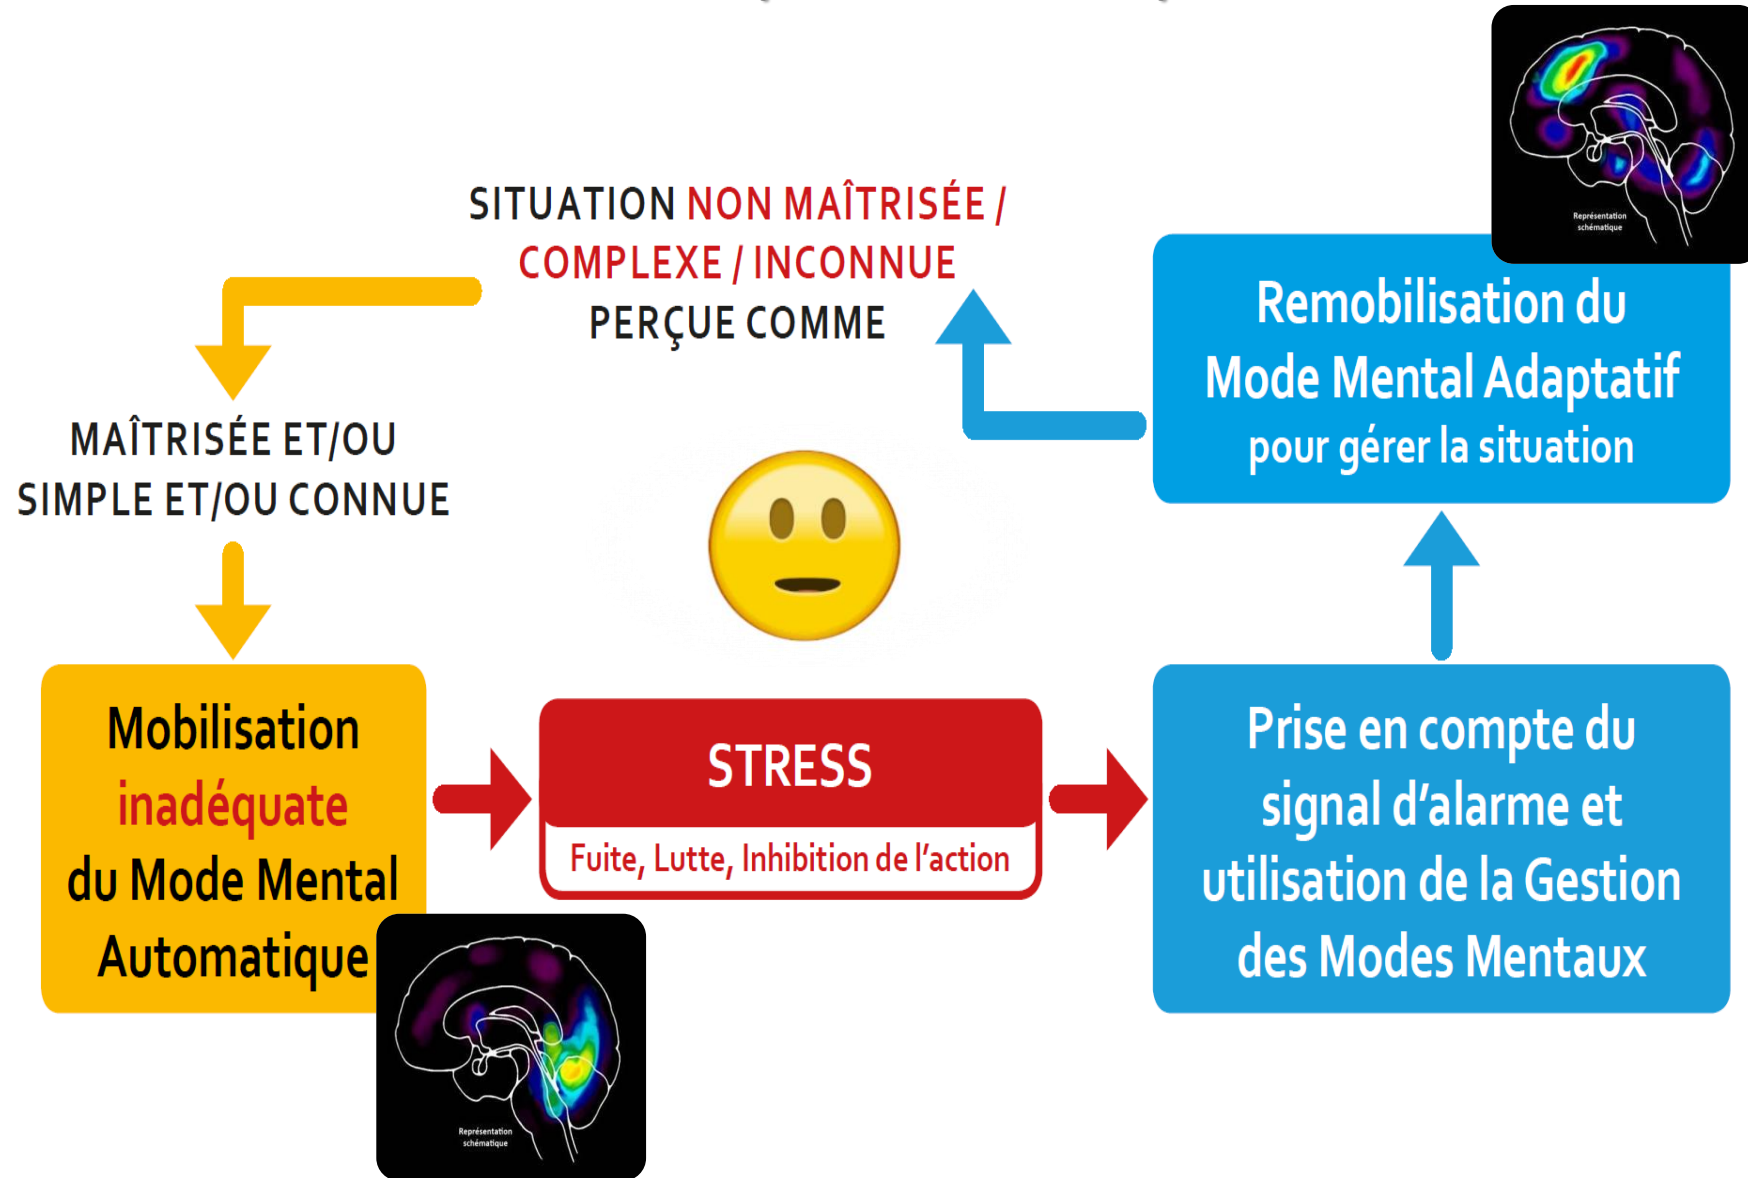 SITUATION NON MAÎTRISÉE /
COMPLEXE / INCONNUE
PERÇUE COMME
MAÎTRISÉE ET/OU
SIMPLE ET/OU CONNUE
Mobilisation
inadéquate
du Mode Mental
Automatique
Représentation
schématique
STRESS
Fuite, Lutte, Inhibition de l’action
Prise en compte du
signal d’alarme et
utilisation de la Gestion
des Modes Mentaux
Remobilisation du
Mode Mental Adaptatif
pour gérer la situation
Représentation
schématique